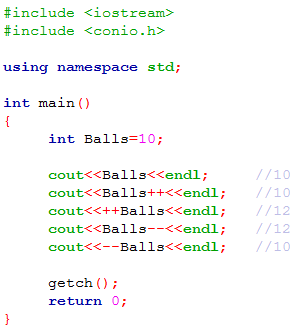 #include <iostream>
#include <conio.h>
using namespace std;
int main()
{
int Balls=10;
cout<<Balls<<endl; //10
cout<<Balls++<<endl; //10
cout<<++Balls<<endl; //12
cout<<Balls--<<endl; //12
cout<<--Balls<<endl; //10
getch();
return 0;
}